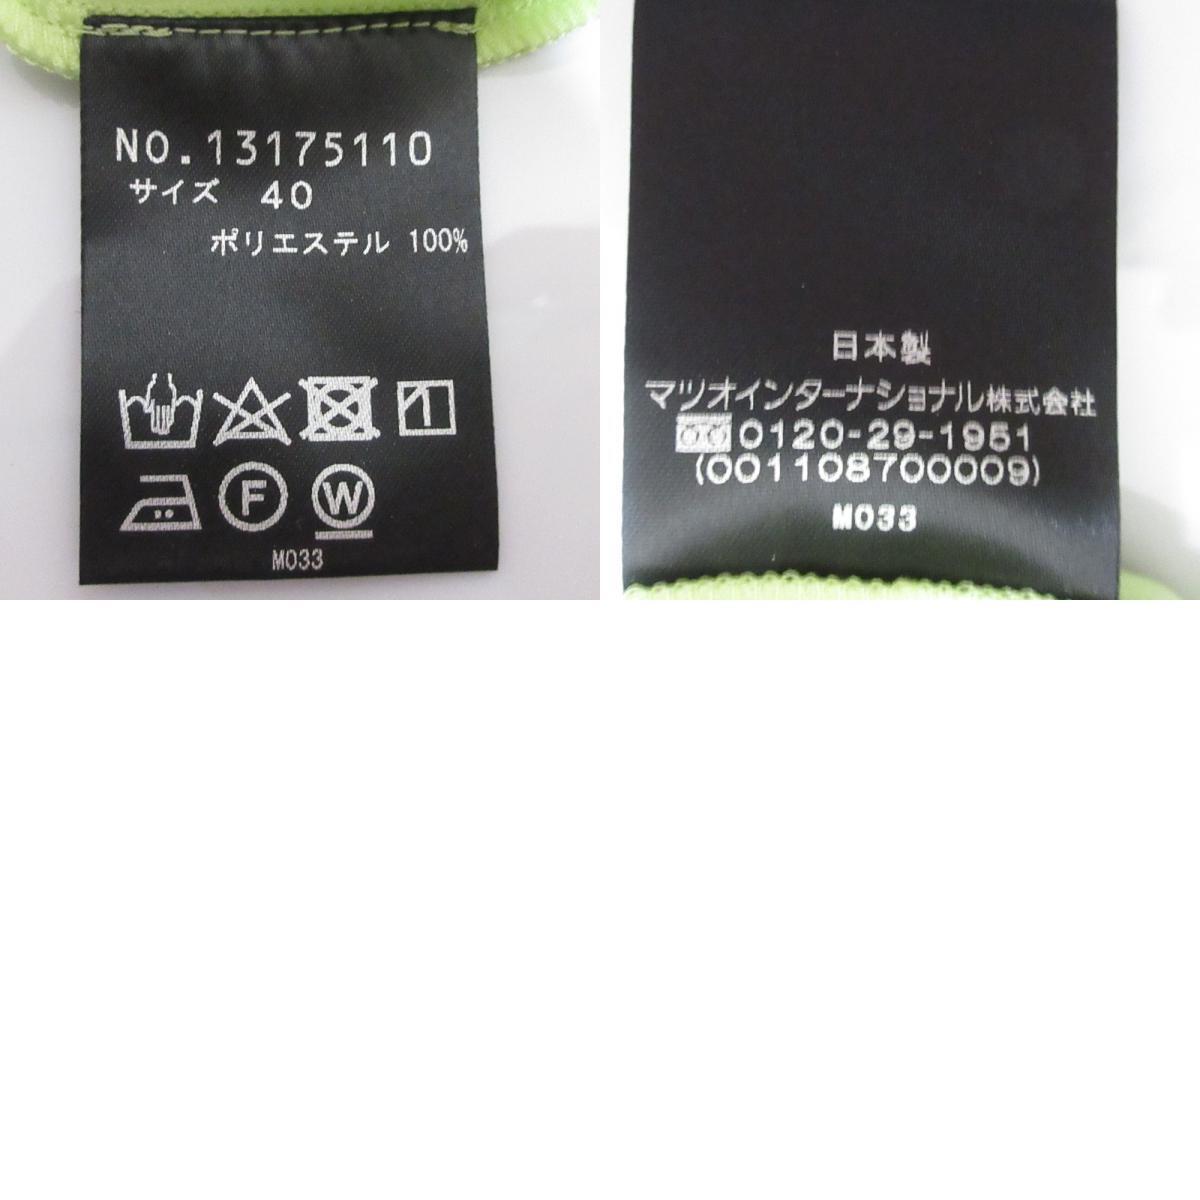 NO.13175110
サイズ 40
ポリエステル 100%
F W
M033
日本製
マツオインターナショナル株式会社
0120-29-1951
(001108700009)
M033